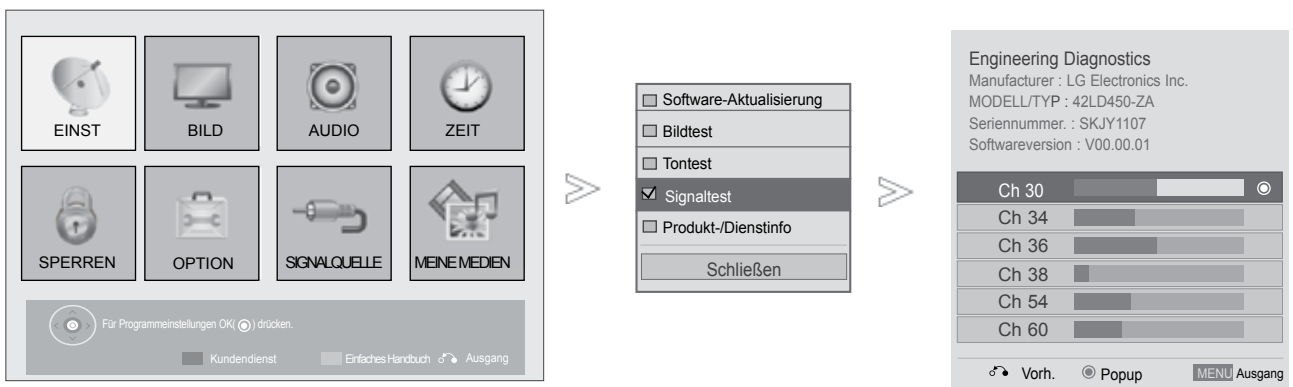 EINST
BILD
AUDIO
ZEIT
SPERREN
OPTION
SIGNALQUELLE
MEINE MEDIEN
Für Programmeinstellungen OK( ) drücken.
Kundendienst Einfaches Handbuch Ausgang
Software-Aktualisierung
Bildtest
Tontest
Signaltest
Produkt-/Dienstinfo
Schließen
Engineering Diagnostics
Manufacturer : LG Electronics Inc.
MODELL/TYP : 42LD450-ZA
Seriennummer. : SKJY1107
Softwareversion : V00.00.01
Ch 30
Ch 34
Ch 36
Ch 38
Ch 54
Ch 60
Vorh. Popup MENU Ausgang